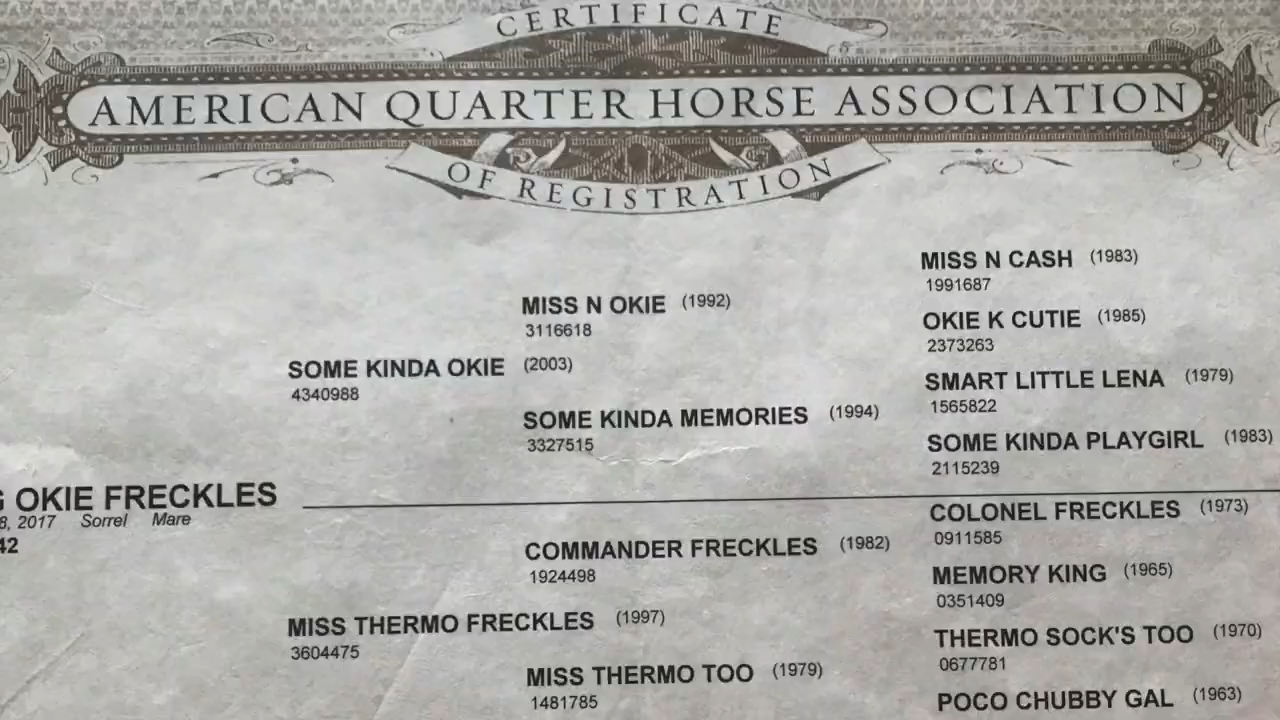 CERTIFICATE
AMERICAN QUARTER HORSE ASSOCIATION
OF REGISTRATION
MISS N CASH (1983)
1991687
MISS N OKIE (1992)
3116618
OKIE K CUTIE (1985)
2373263
SOME KINDA OKIE (2003)
4340988
SMART LITTLE LENA (1979)
1565822
SOME KINDA MEMORIES (1994)
3327515
SOME KINDA PLAYGIRL (1983)
2115239
OKIE FRECKLES
8, 2017 Sorrel Mare
42
COLONEL FRECKLES (1973)
0911585
COMMANDER FRECKLES (1982)
1924498
MEMORY KING (1965)
0351409
MISS THERMO FRECKLES (1997)
3604475
THERMO SOCK'S TOO (1970)
0677781
MISS THERMO TOO (1979)
1481785
POCO CHUBBY GAL (1963)